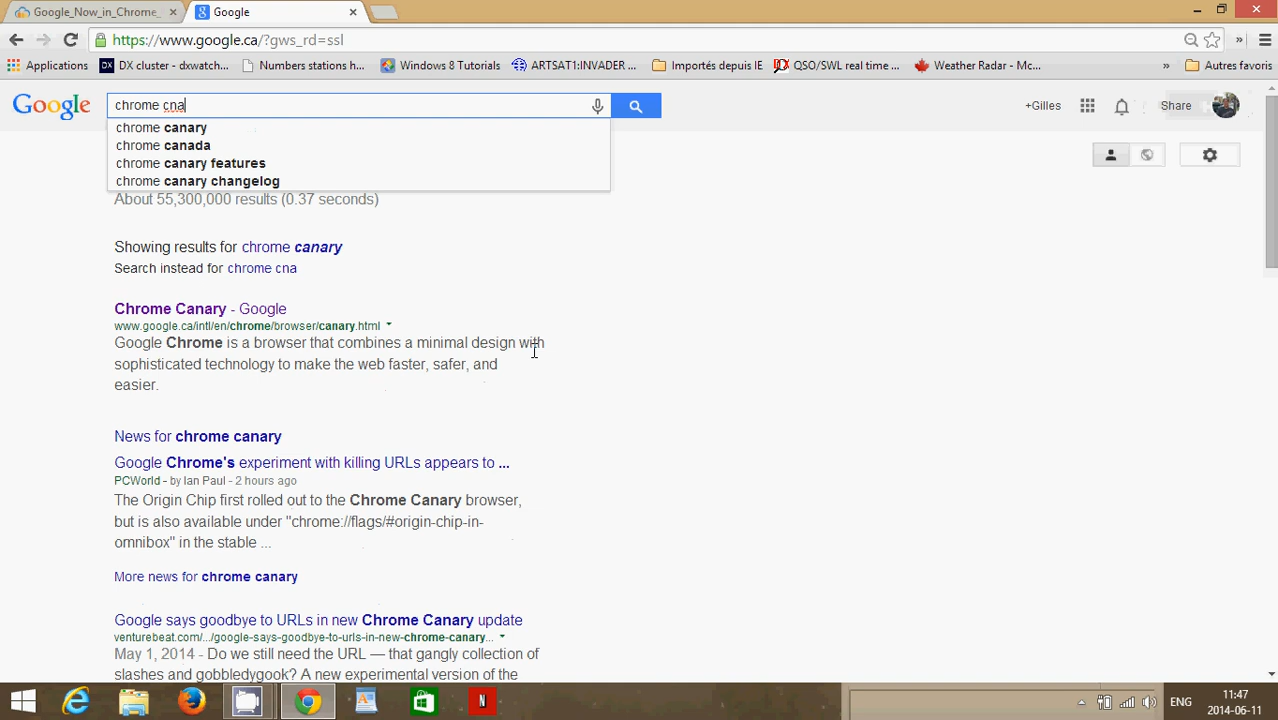 Google_Now_in_Chrome_
Google
https://www.google.ca/?gws_rd=ssl
Applications DX DX cluster - dxwatch... Numbers stations h... Windows 8 Tutorials ARTSAT1:INVADER ... Importés depuis IE QSO/SWL real time ... Weather Radar - Mc... » Autres favoris
Google chrome cna +Gilles Share
chrome canary
chrome canada
chrome canary features
chrome canary changelog
About 55,300,000 results (0.37 seconds)
Showing results for chrome canary
Search instead for chrome cna
Chrome Canary - Google
www.google.ca/intl/en/chrome/browser/canary.html
Google Chrome is a browser that combines a minimal design with
sophisticated technology to make the web faster, safer, and
easier.
News for chrome canary
Google Chrome's experiment with killing URLs appears to ...
PCWorld - by Ian Paul - 2 hours ago
The Origin Chip first rolled out to the Chrome Canary browser,
but is also available under "chrome://flags/#origin-chip-in-
omnibox" in the stable ...
More news for chrome canary
Google says goodbye to URLs in new Chrome Canary update
venturebeat.com/.../google-says-goodbye-to-urls-in-new-chrome-canary...
May 1, 2014 - Do we still need the URL — that gangly collection of
slashes and gobbledygook? A new experimental version of the
N
ENG
11:47
2014-06-11